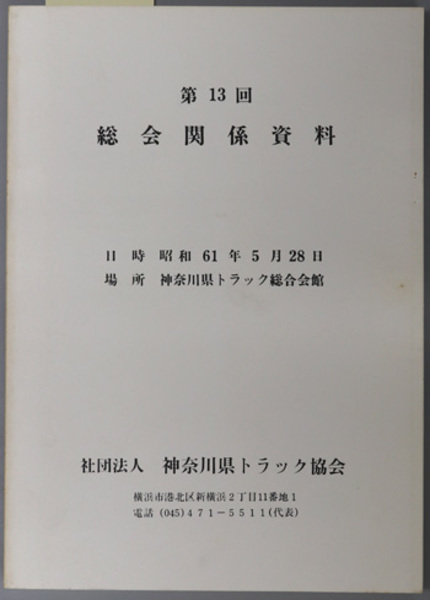 第 13 回
総会関係資料
日時 昭和 61 年 5 月 28 日
場所 神奈川県トラック総合会館
社団法人 神奈川県トラック協会
横浜市港北区新横浜2丁目11番地1
電話 (045)471-5511(代表)